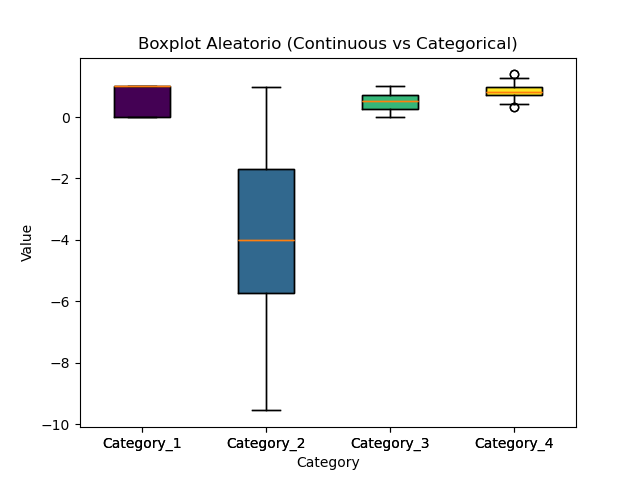 Boxplot Aleatorio (Continuous vs Categorical)
Value
0
−2
−4
−6
−8
−10
Category_1 Category_2 Category_3 Category_4
Category